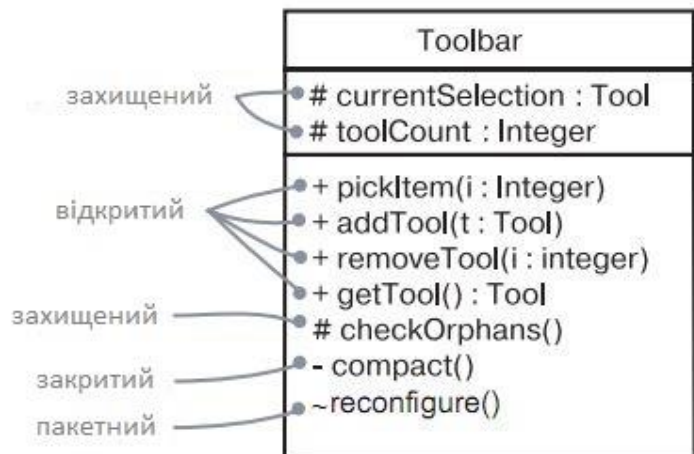 Toolbar
захищений
# currentSelection : Tool
# toolCount : Integer
відкритий
+ pickItem(i : Integer)
+ addTool(t : Tool)
+ removeTool(i : integer)
+ getTool() : Tool
захищений
# checkOrphans()
закритий
- compact()
пакетний
~reconfigure()